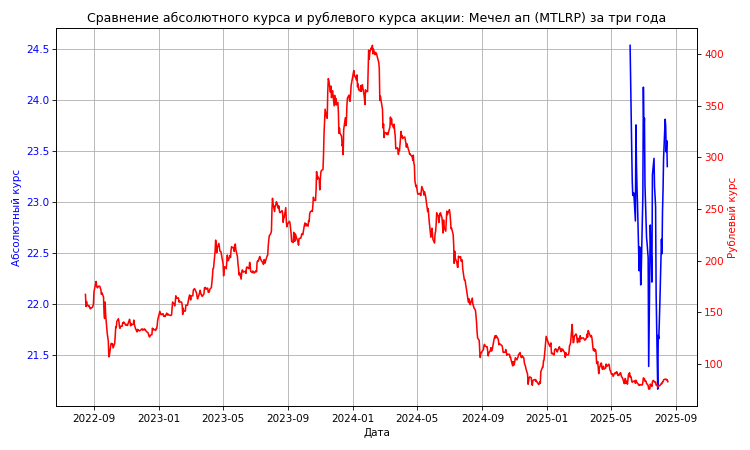 Сравнение абсолютного курса и рублевого курса акции: Мечел ап (MTLRP) за три года
24.5
24.0
23.5
23.0
22.5
22.0
21.5
Абсолютный курс
400
350
300
250
200
150
100
Рублевый курс
2022-09 2023-01 2023-05 2023-09 2024-01 2024-05 2024-09 2025-01 2025-05 2025-09
Дата